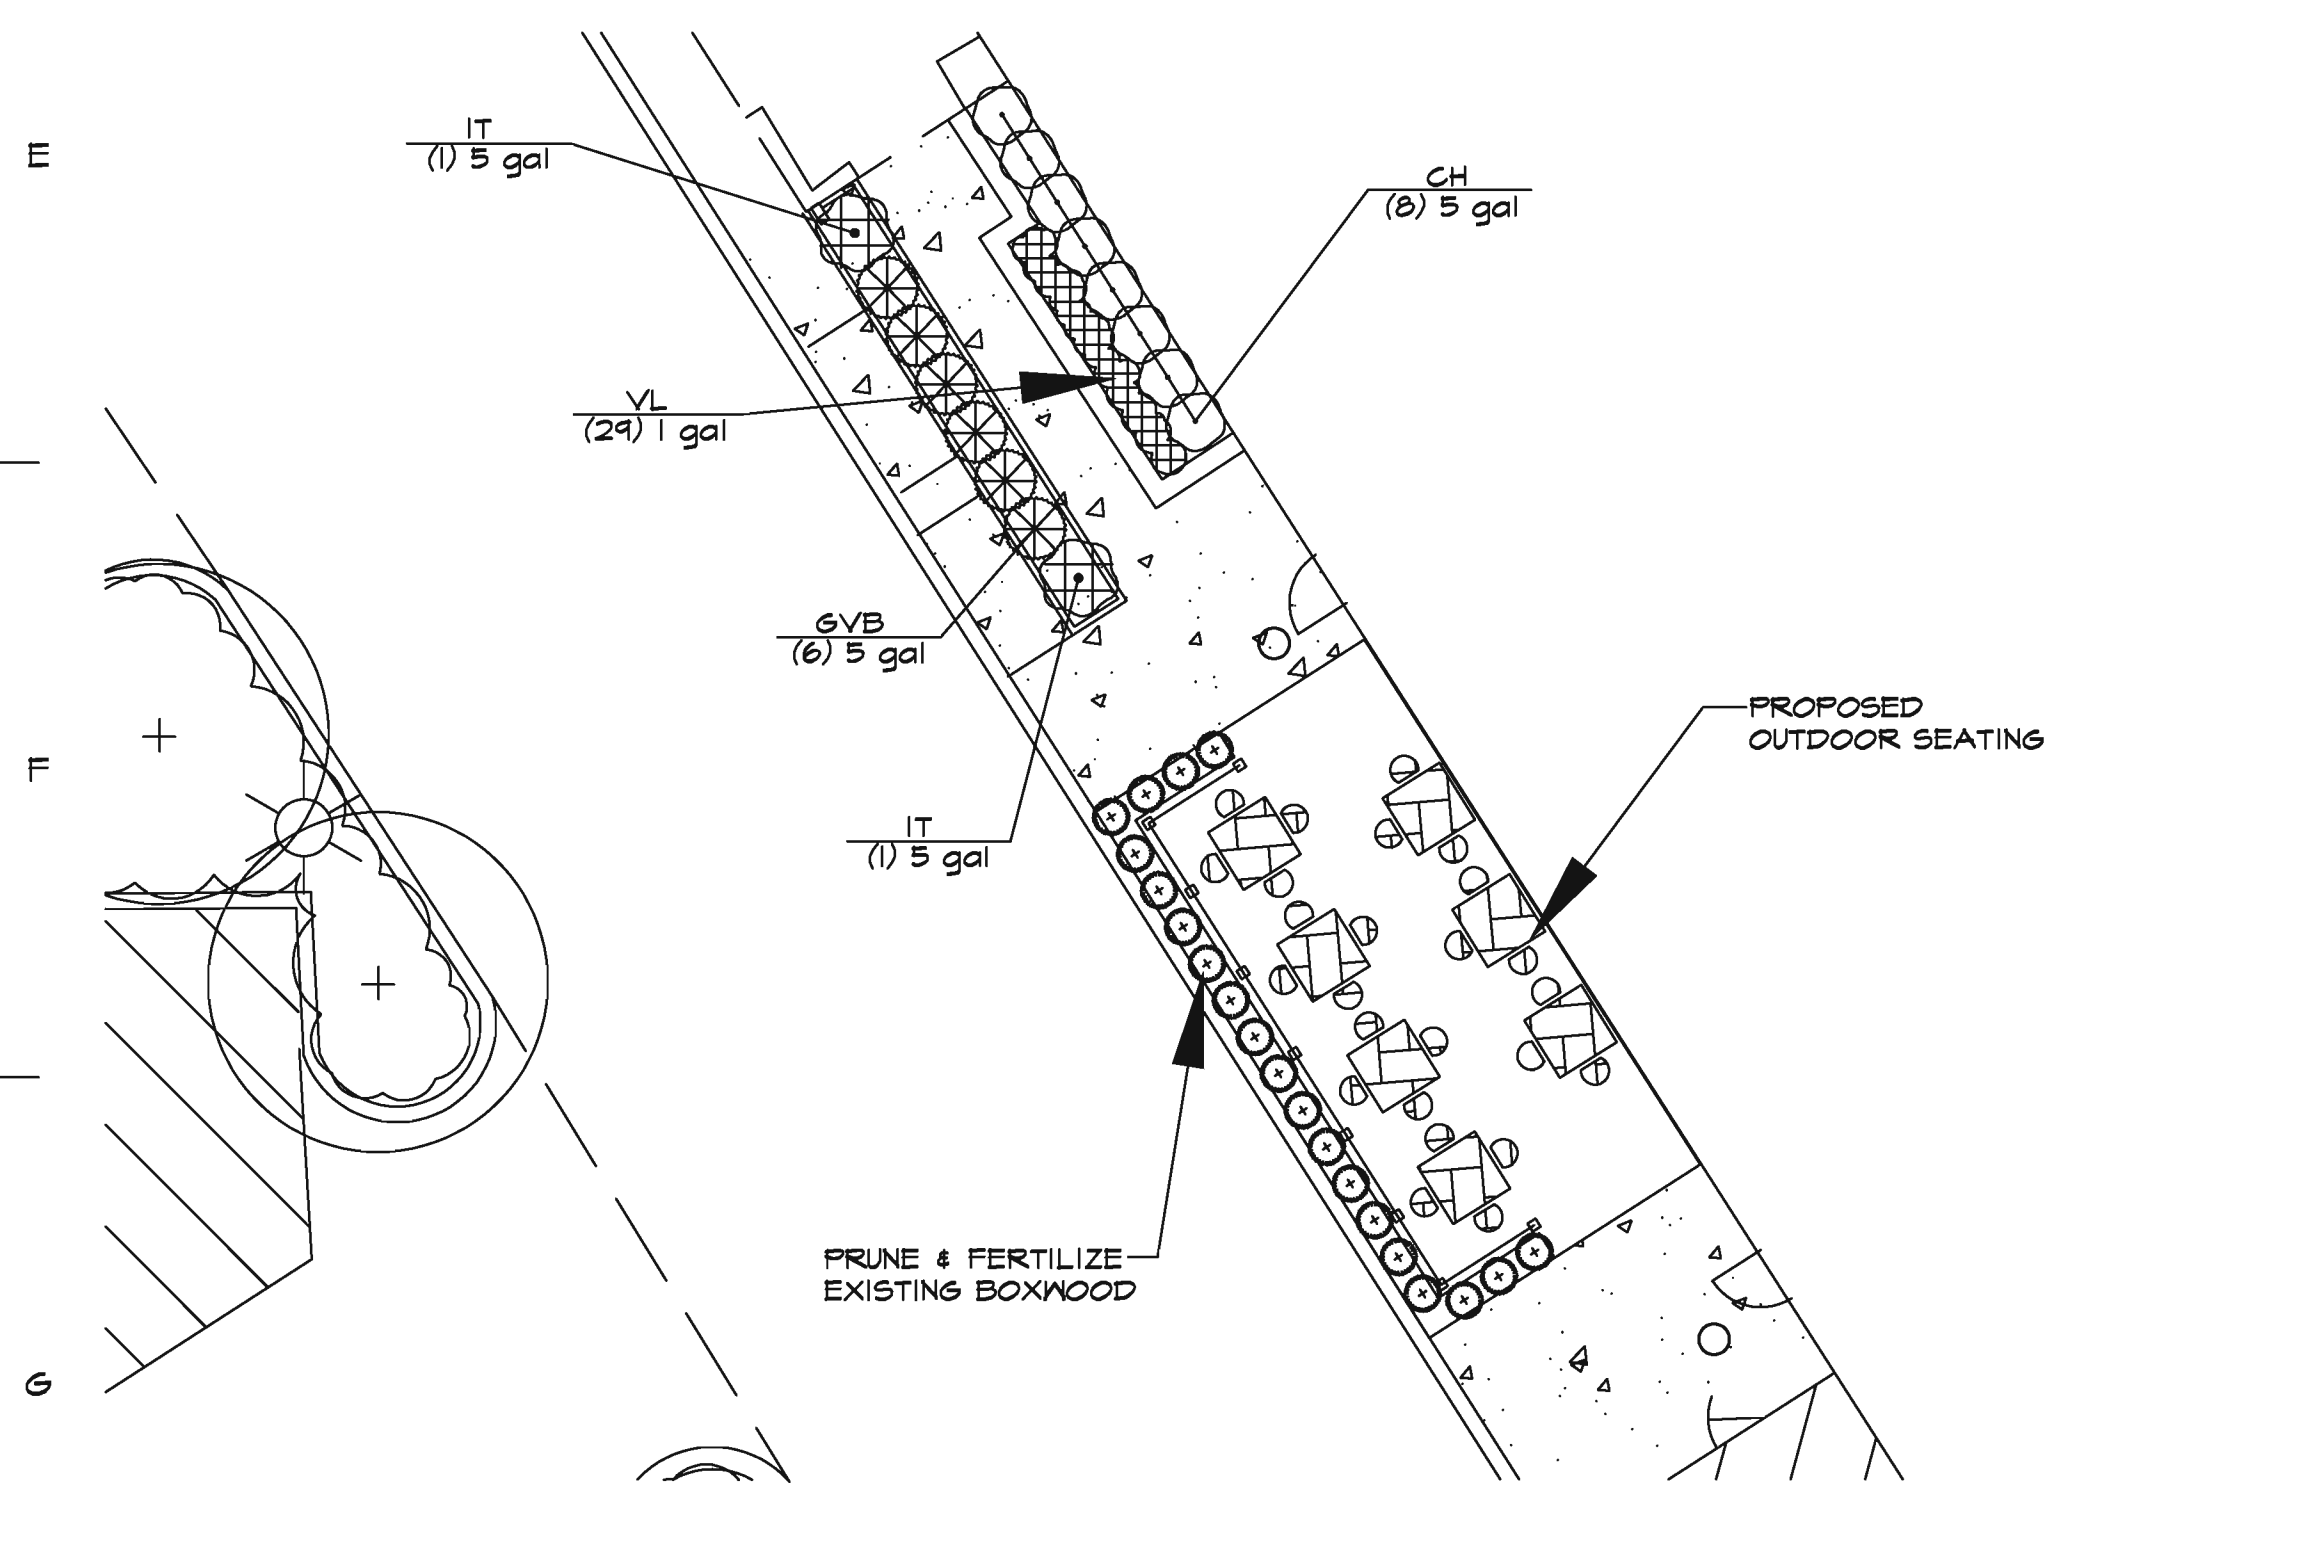 E
IT
(1) 5 gal
CH
(8) 5 gal
VL
(29) 1 gal
GVB
(6) 5 gal
PROPOSED
OUTDOOR SEATING
F
IT
(1) 5 gal
PRUNE & FERTILIZE
EXISTING BOXWOOD
G